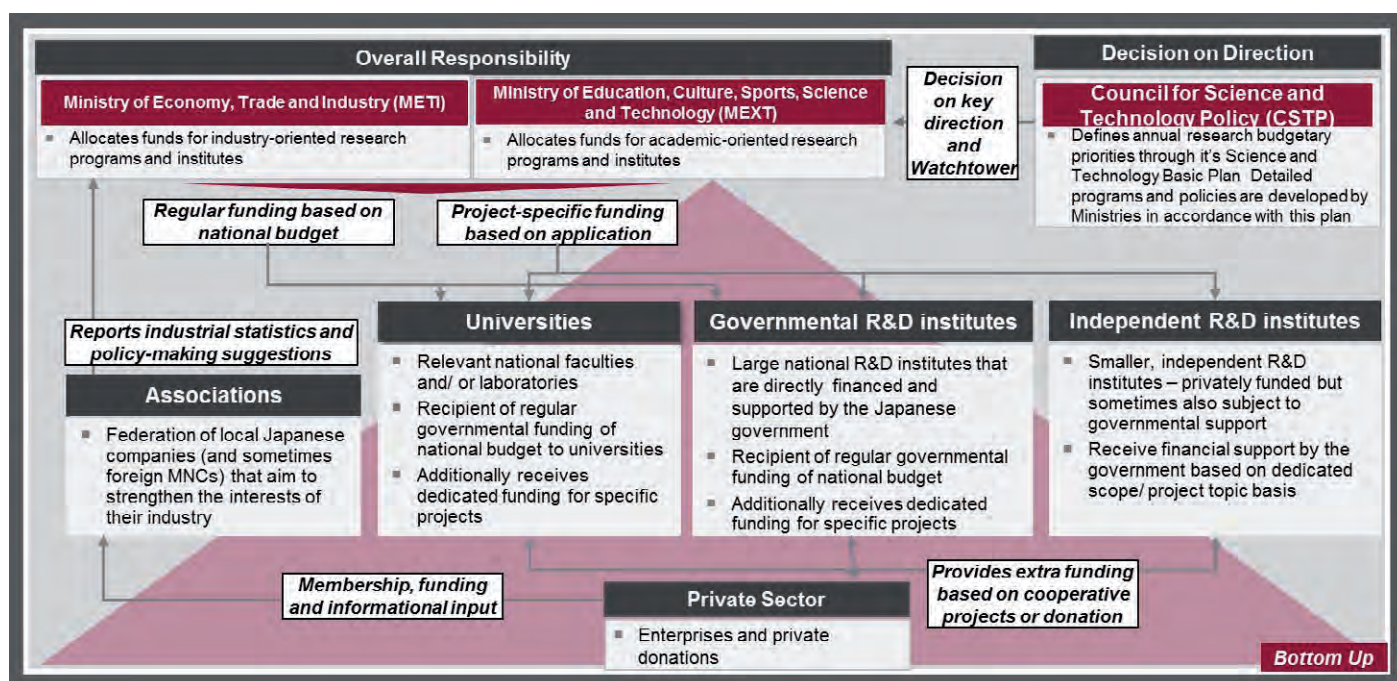 Overall Responsibility
Ministry of Economy, Trade and Industry (METI)
▪ Allocates funds for industry-oriented research
programs and institutes
Ministry of Education, Culture, Sports, Science
and Technology (MEXT)
▪ Allocates funds for academic-oriented research
programs and institutes
Decision
on key
direction
and
Watchtower
Decision on Direction
Council for Science and
Technology Policy (CSTP)
▪ Defines annual research budgetary
priorities through it's Science and
Technology Basic Plan Detailed
programs and policies are developed by
Ministries in accordance with this plan
Regular funding based on
national budget
Project-specific funding
based on application
Reports industrial statistics and
policy-making suggestions
Associations
▪ Federation of local Japanese
companies (and sometimes
foreign MNCs) that aim to
strengthen the interests of
their industry
Universities
▪ Relevant national faculties
and/ or laboratories
▪ Recipient of regular
governmental funding of
national budget to universities
▪ Additionally receives
dedicated funding for specific
projects
Governmental R&D institutes
▪ Large national R&D institutes that
are directly financed and
supported by the Japanese
government
▪ Recipient of regular governmental
funding of national budget
▪ Additionally receives dedicated
funding for specific projects
Independent R&D institutes
▪ Smaller, independent R&D
institutes – privately funded but
sometimes also subject to
governmental support
▪ Receive financial support by the
government based on dedicated
scope/ project topic basis
Membership, funding
and informational input
Private Sector
▪ Enterprises and private
donations
Provides extra funding
based on cooperative
projects or donation
Bottom Up